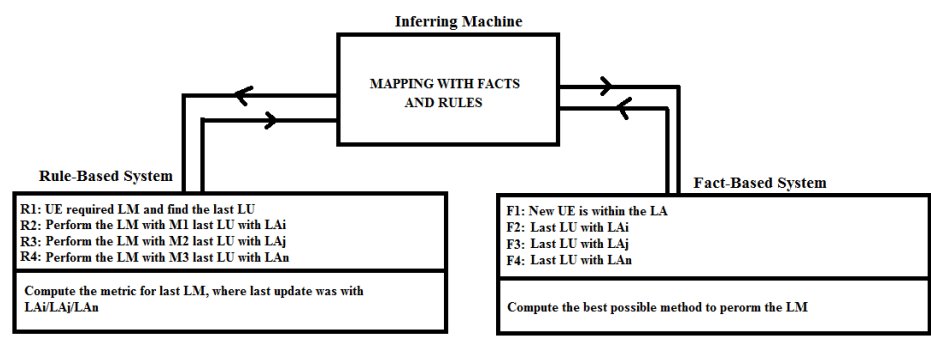 Inferring Machine
MAPPING WITH FACTS
AND RULES
Rule-Based System
R1: UE required LM and find the last LU
R2: Perform the LM with M1 last LU with LAi
R3: Perform the LM with M2 last LU with LAj
R4: Perform the LM with M3 last LU with LAn
Compute the metric for last LM, where last update was with
LAi/LAj/LAn
Fact-Based System
F1: New UE is within the LA
F2: Last LU with LAi
F3: Last LU with LAj
F4: Last LU with LAn
Compute the best possible method to perorm the LM